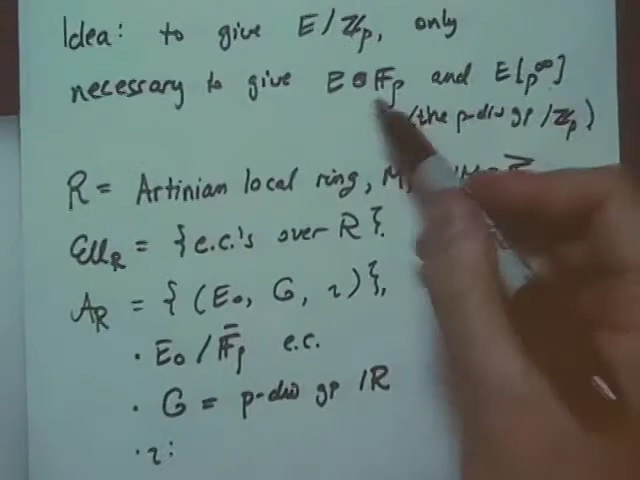 Idea: to give E/ℤp, only
necessary to give E⊗𝔽p and E[p^∞]
(the p-div gp /ℤp)
R = Artinian local ring, M,
Ell_R = {e.c.'s over R}.
A_R = {(E₀, G, ι)},
· E₀/𝔽̄p e.c.
· G = p-div gp /R
· ι: